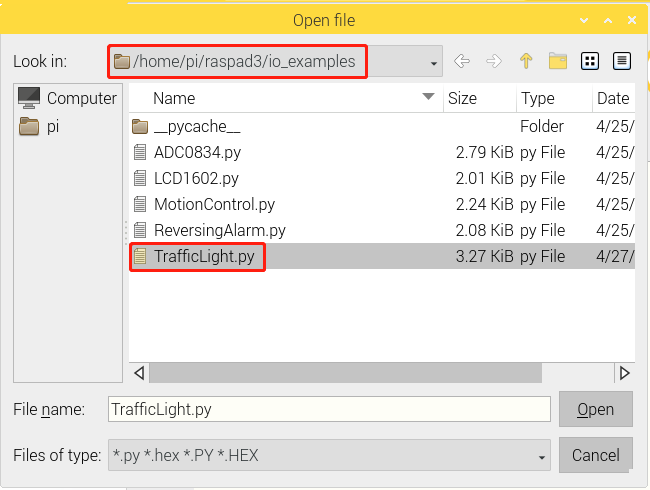 Open file
Look in: /home/pi/raspad3/io_examples
Computer
pi
Name Size Type Date
__pycache__ Folder 4/25/
ADC0834.py 2.79 KiB py File 4/25/
LCD1602.py 2.01 KiB py File 4/25/
MotionControl.py 2.24 KiB py File 4/25/
ReversingAlarm.py 2.08 KiB py File 4/25/
TrafficLight.py 3.27 KiB py File 4/27/
File name: TrafficLight.py Open
Files of type: *.py *.hex *.PY *.HEX Cancel